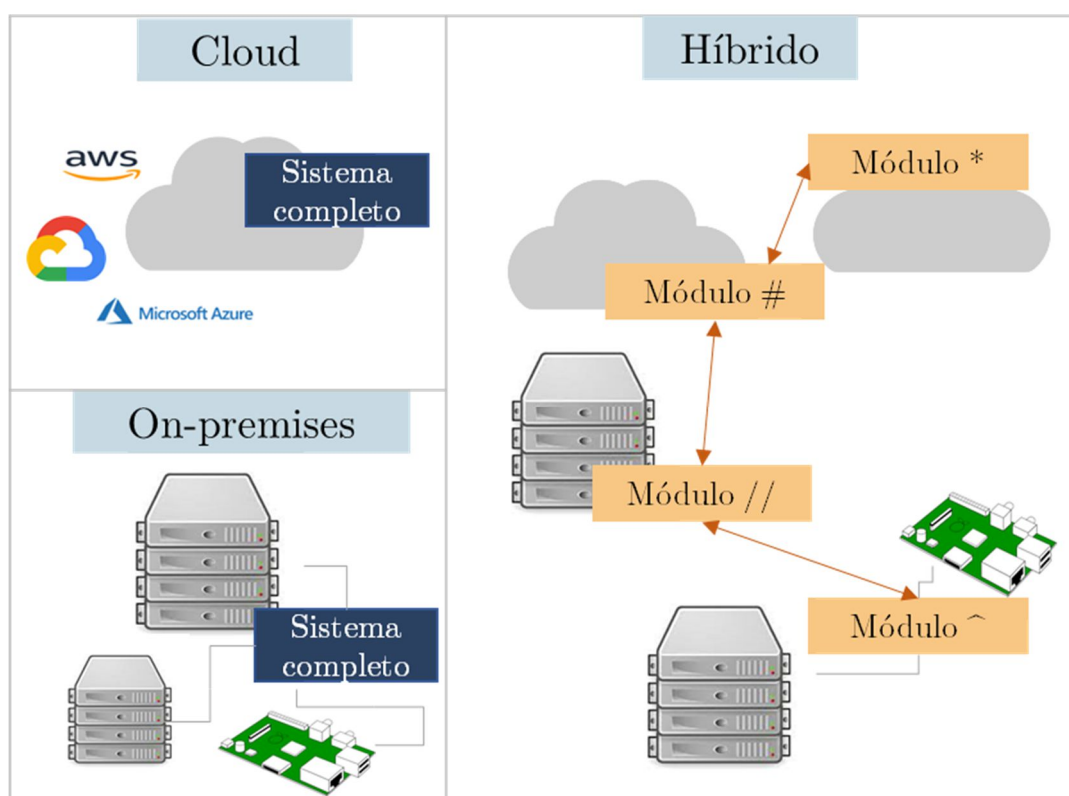 Cloud
aws
Sistema
completo
Microsoft Azure
On-premises
Sistema
completo
Híbrido
Módulo *
Módulo #
Módulo //
Módulo ^